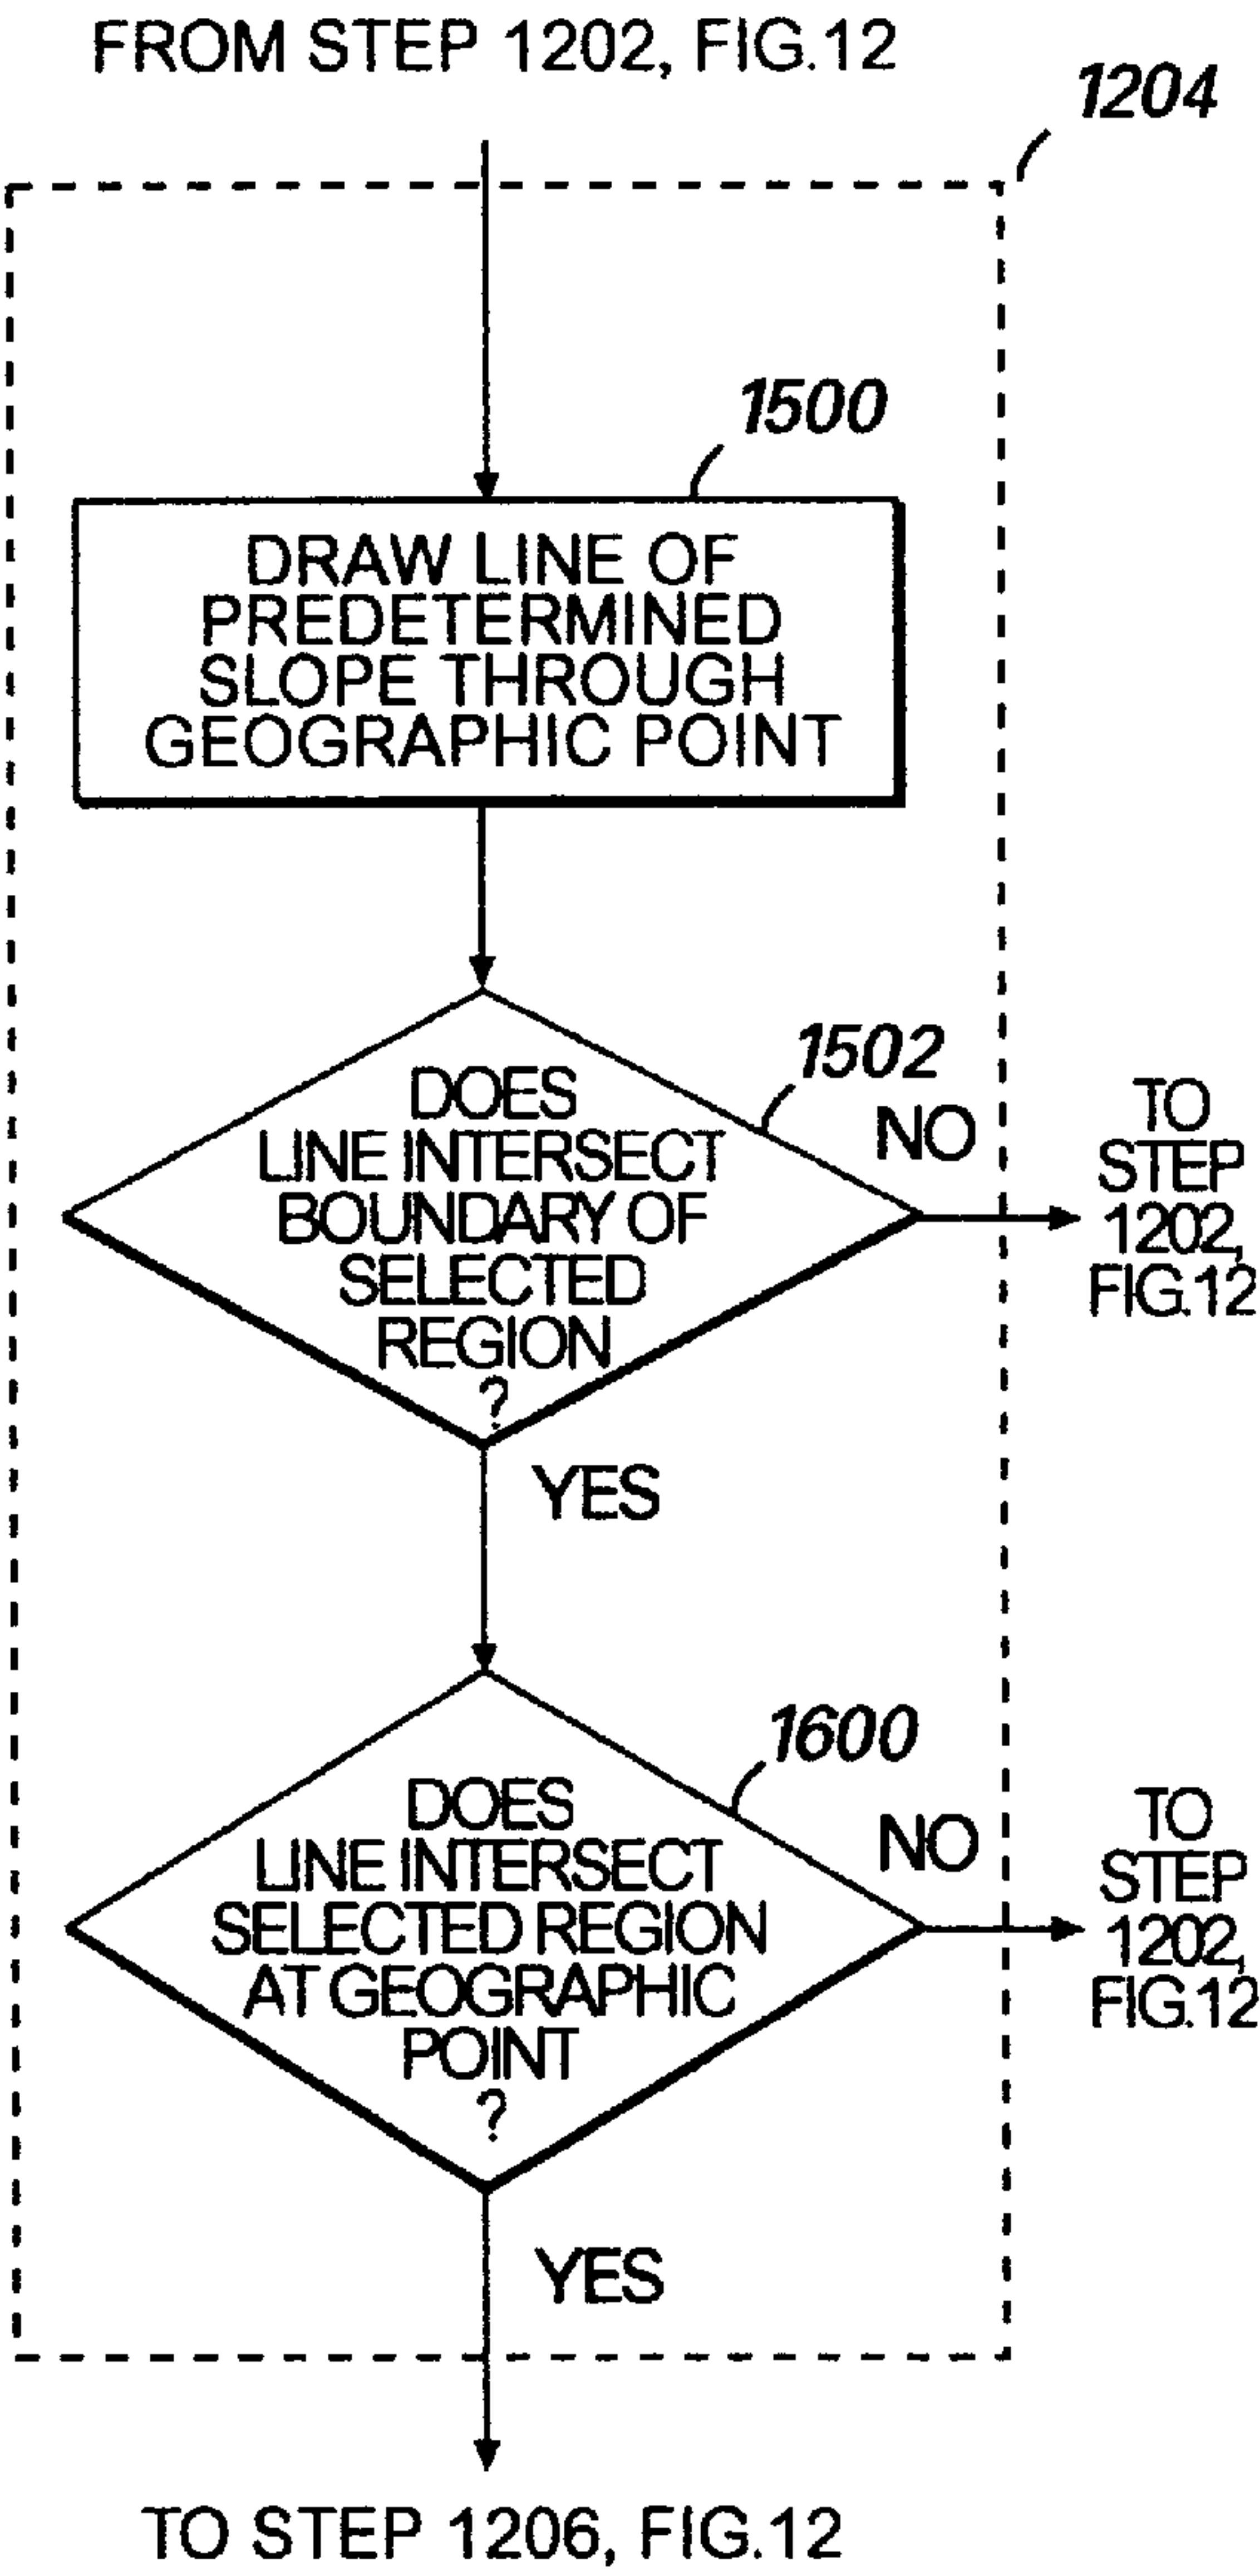 FROM STEP 1202, FIG.12
1204
1500
DRAW LINE OF
PREDETERMINED
SLOPE THROUGH
GEOGRAPHIC POINT
1502
DOES
LINE INTERSECT
BOUNDARY OF
SELECTED
REGION
?
NO
TO
STEP
1202,
FIG.12
YES
1600
DOES
LINE INTERSECT
SELECTED REGION
AT GEOGRAPHIC
POINT
?
NO
TO
STEP
1202,
FIG.12
YES
TO STEP 1206, FIG.12